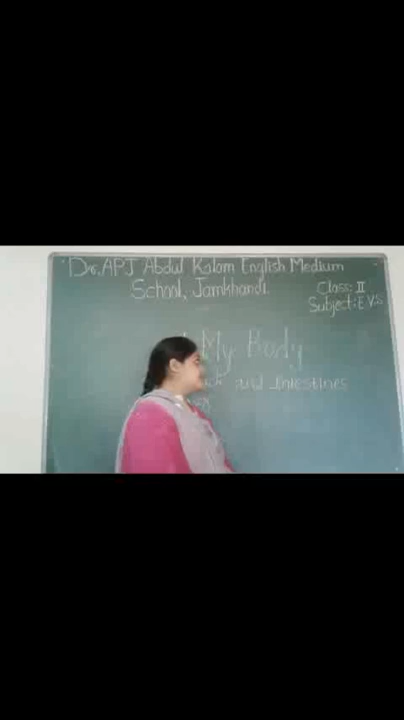 Dr. APJ Abdul Kalam English Medium
School, Jamkhandi.
Class: II
Subject: E.V.S
My Body
and Intestines